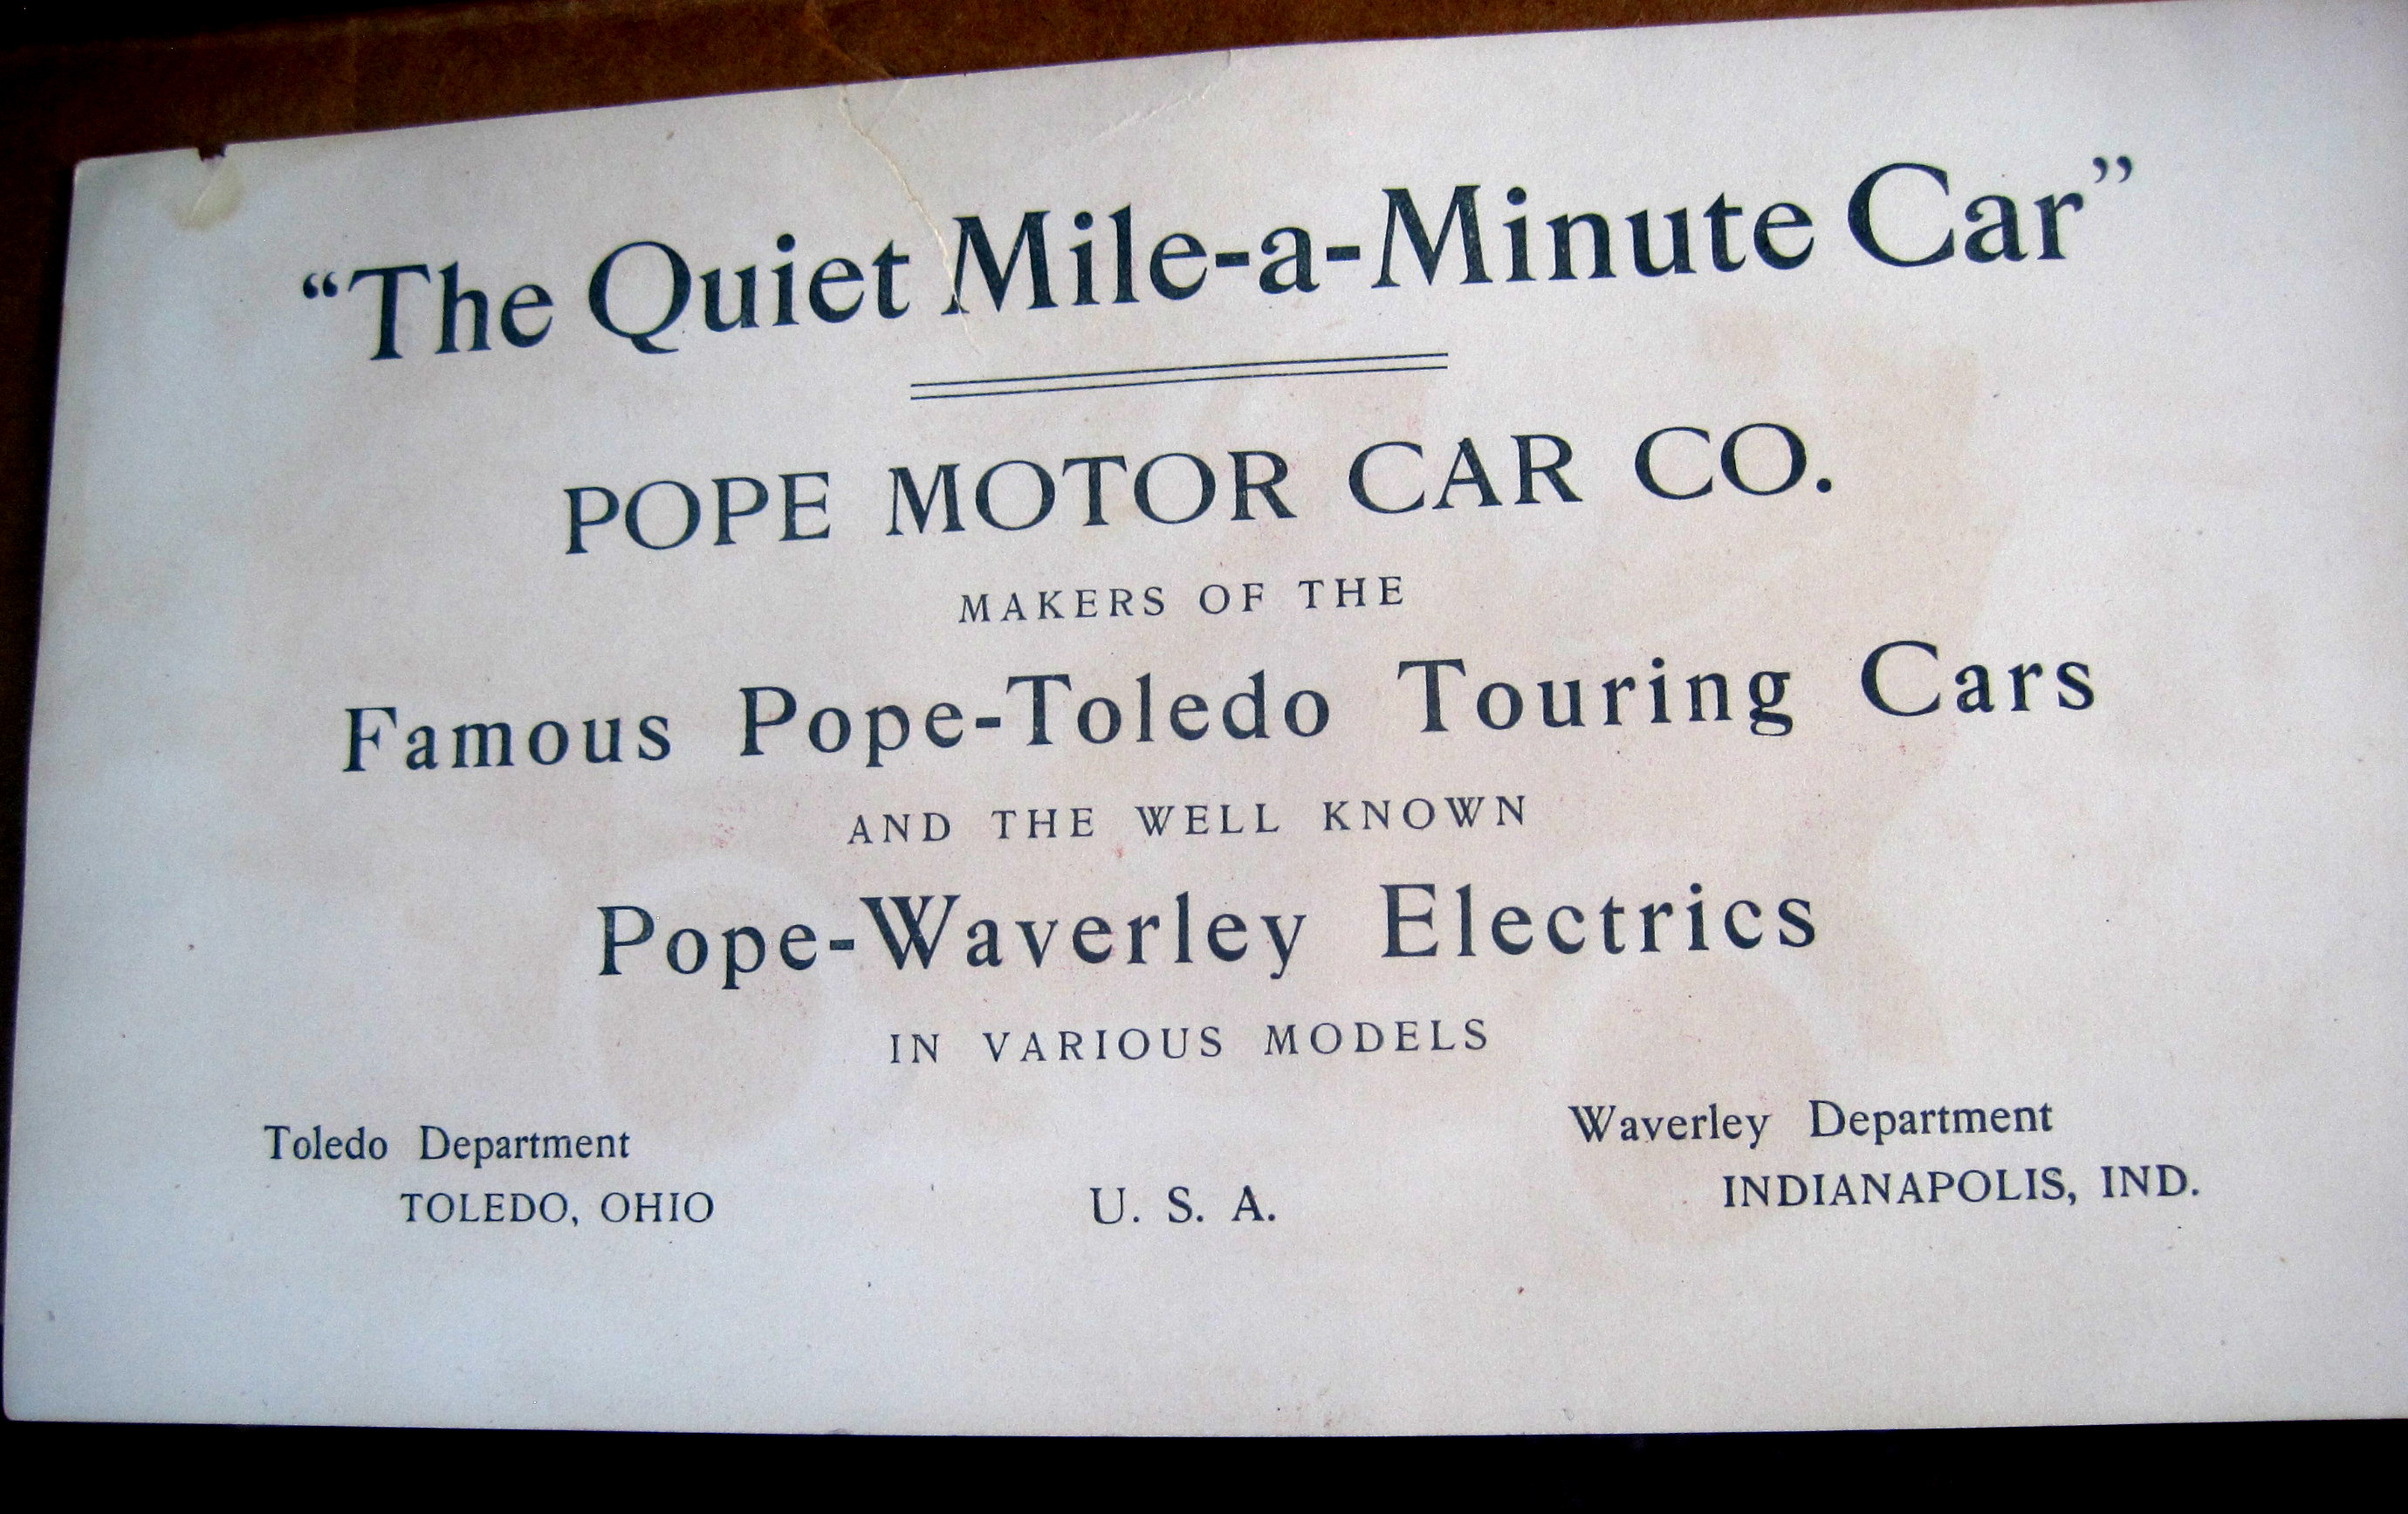 “The Quiet Mile-a-Minute Car”
POPE MOTOR CAR CO.
MAKERS OF THE
Famous Pope-Toledo Touring Cars
AND THE WELL KNOWN
Pope-Waverley Electrics
IN VARIOUS MODELS
Toledo Department
TOLEDO, OHIO
U. S. A.
Waverley Department
INDIANAPOLIS, IND.